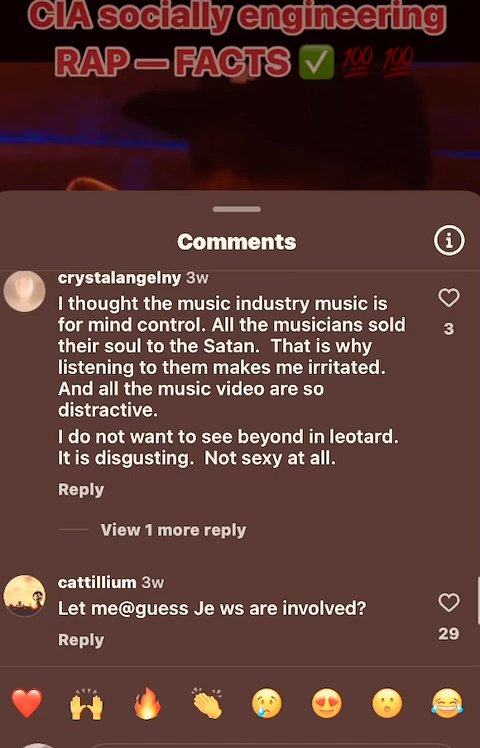 CIA socially engineering
RAP — FACTS ✅ 💯 💯
Comments
crystalangelny 3w
I thought the music industry music is
for mind control. All the musicians sold
their soul to the Satan.  That is why
listening to them makes me irritated.
And all the music video are so
distractive.
3
I do not want to see beyond in leotard.
It is disgusting.  Not sexy at all.
Reply
View 1 more reply
cattillium 3w
Let me@guess Je ws are involved?
29
Reply